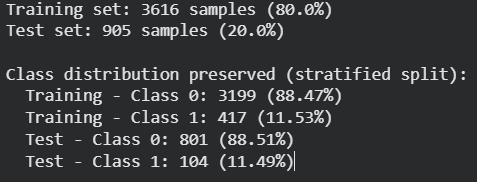 Training set: 3616 samples (80.0%)
Test set: 905 samples (20.0%)
Class distribution preserved (stratified split):
Training - Class 0: 3199 (88.47%)
Training - Class 1: 417 (11.53%)
Test - Class 0: 801 (88.51%)
Test - Class 1: 104 (11.49%)